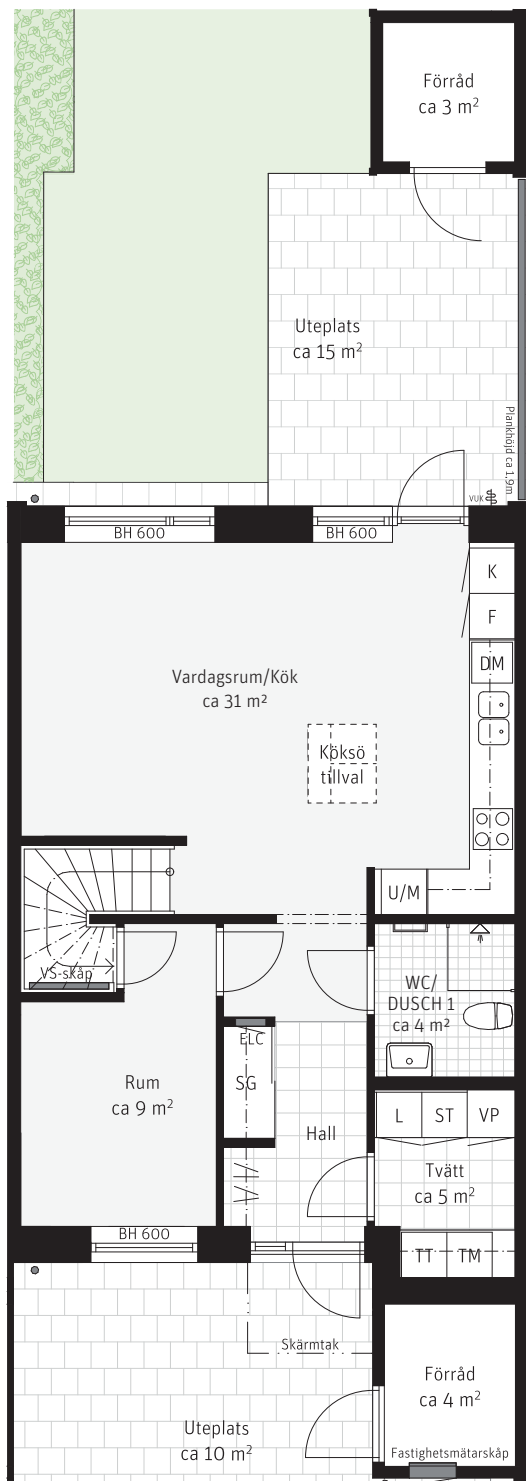 Förråd
ca 3 m²
Uteplats
ca 15 m²
Plankhöjd ca 1.9m
VUK
BH 600
BH 600
K
F
DM
Vardagsrum/Kök
ca 31 m²
Köksö
tillval
U/M
VS-skåp
WC/
DUSCH 1
ca 4 m²
ELC
SG
Rum
ca 9 m²
Hall
L
ST
VP
Tvätt
ca 5 m²
BH 600
TT
TM
Skärmtak
Förråd
ca 4 m²
Uteplats
ca 10 m²
Fastighetsmätarskåp